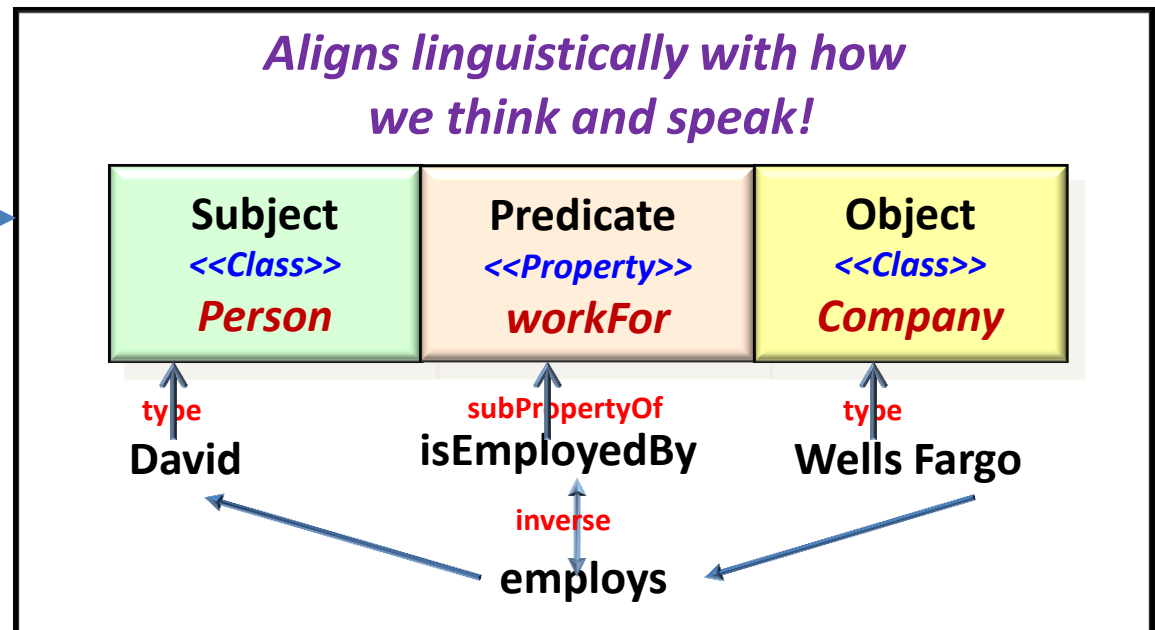 Aligns linguistically with how
we think and speak!
Subject
<<Class>>
Person
Predicate
<<Property>>
workFor
Object
<<Class>>
Company
type
subPropertyOf
type
David
isEmployedBy
Wells Fargo
inverse
employs